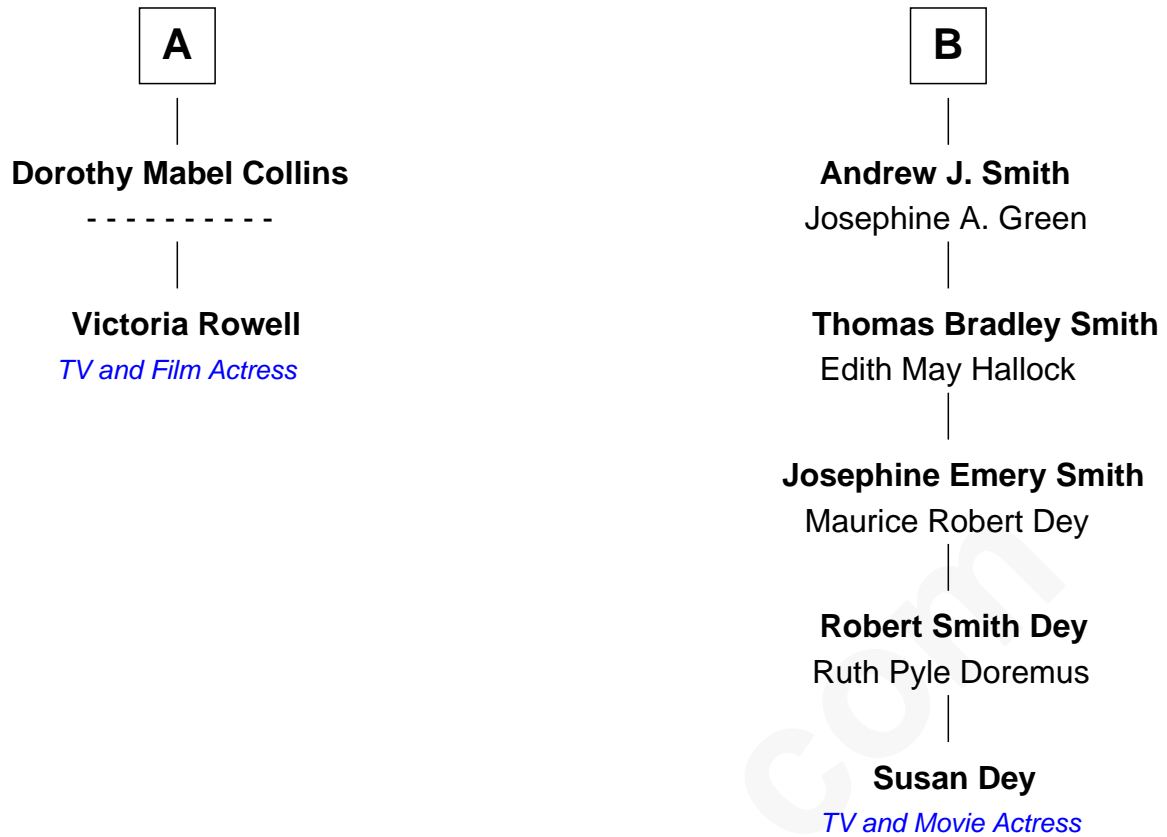 A
Dorothy Mabel Collins
- - - - - - - - - -
Victoria Rowell
TV and Film Actress
B
Andrew J. Smith
Josephine A. Green
Thomas Bradley Smith
Edith May Hallock
Josephine Emery Smith
Maurice Robert Dey
Robert Smith Dey
Ruth Pyle Doremus
Susan Dey
TV and Movie Actress
com